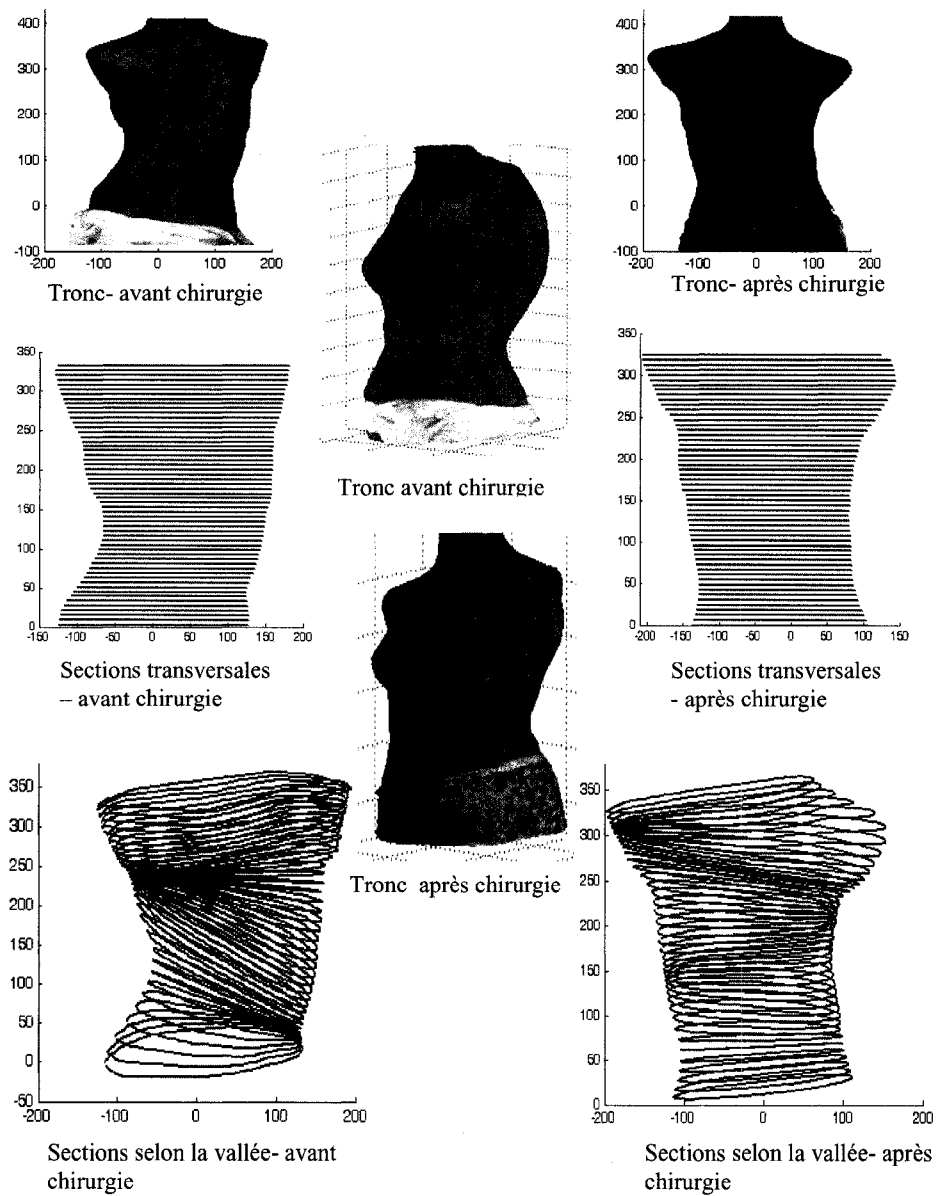 400
300
200
100
0
-100
-200 -100 0 100 200
Tronc- avant chirurgie
400
300
200
100
0
-100
-200 -100 0 100 200
Tronc- après chirurgie
Tronc avant chirurgie
350
300
250
200
150
100
50
0
-150 -100 -50 0 50 100 150 200
Sections transversales
– avant chirurgie
350
300
250
200
150
100
50
0
-200 -150 -100 -50 0 50 100 150
Sections transversales
- après chirurgie
Tronc après chirurgie
350
300
250
200
150
100
50
0
-50
-200 -100 0 100 200
Sections selon la vallée- avant
chirurgie
350
300
250
200
150
100
50
0
-200 -100 0 100 200
Sections selon la vallée- après
chirurgie